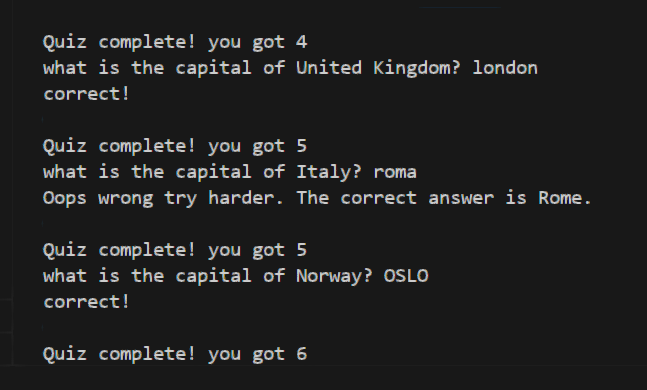 Quiz complete! you got 4
what is the capital of United Kingdom? london
correct!
Quiz complete! you got 5
what is the capital of Italy? roma
Oops wrong try harder. The correct answer is Rome.
Quiz complete! you got 5
what is the capital of Norway? OSLO
correct!
Quiz complete! you got 6